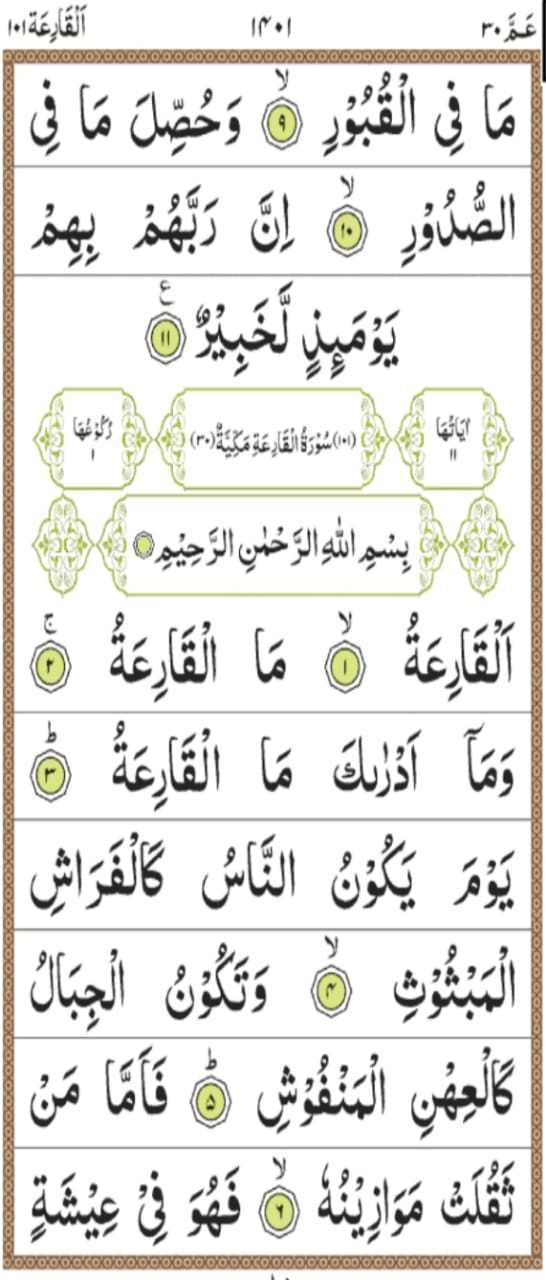 عَمَّ ٣٠ ١٤٠١ اَلْقَارِعَة ١٠١
مَا فِى الْقُبُوْرِ ۙ ﴿٩﴾ وَحُصِّلَ مَا فِى
الصُّدُوْرِ ۙ ﴿١٠﴾ اِنَّ رَبَّهُمْ بِهِمْ
يَوْمَئِذٍ لَّخَبِيْرٌ ﴿١١﴾ ع
اٰيَاتُهَا ١١ (١٠١) سُوْرَةُ الْقَارِعَةِ مَكِّيَّةٌ (٣٠) رُكُوْعُهَا ١
بِسْمِ اللهِ الرَّحْمٰنِ الرَّحِيْمِ
اَلْقَارِعَةُ ۙ ﴿١﴾ مَا الْقَارِعَةُ ۚ ﴿٢﴾
وَمَاۤ اَدْرٰىكَ مَا الْقَارِعَةُ ؕ ﴿٣﴾
يَوْمَ يَكُوْنُ النَّاسُ كَالْفَرَاشِ
الْمَبْثُوْثِ ۙ ﴿٤﴾ وَتَكُوْنُ الْجِبَالُ
كَالْعِهْنِ الْمَنْفُوْشِ ؕ ﴿٥﴾ فَاَمَّا مَنْ
ثَقُلَتْ مَوَازِيْنُهٗ ۙ ﴿٦﴾ فَهُوَ فِىْ عِيْشَةٍ